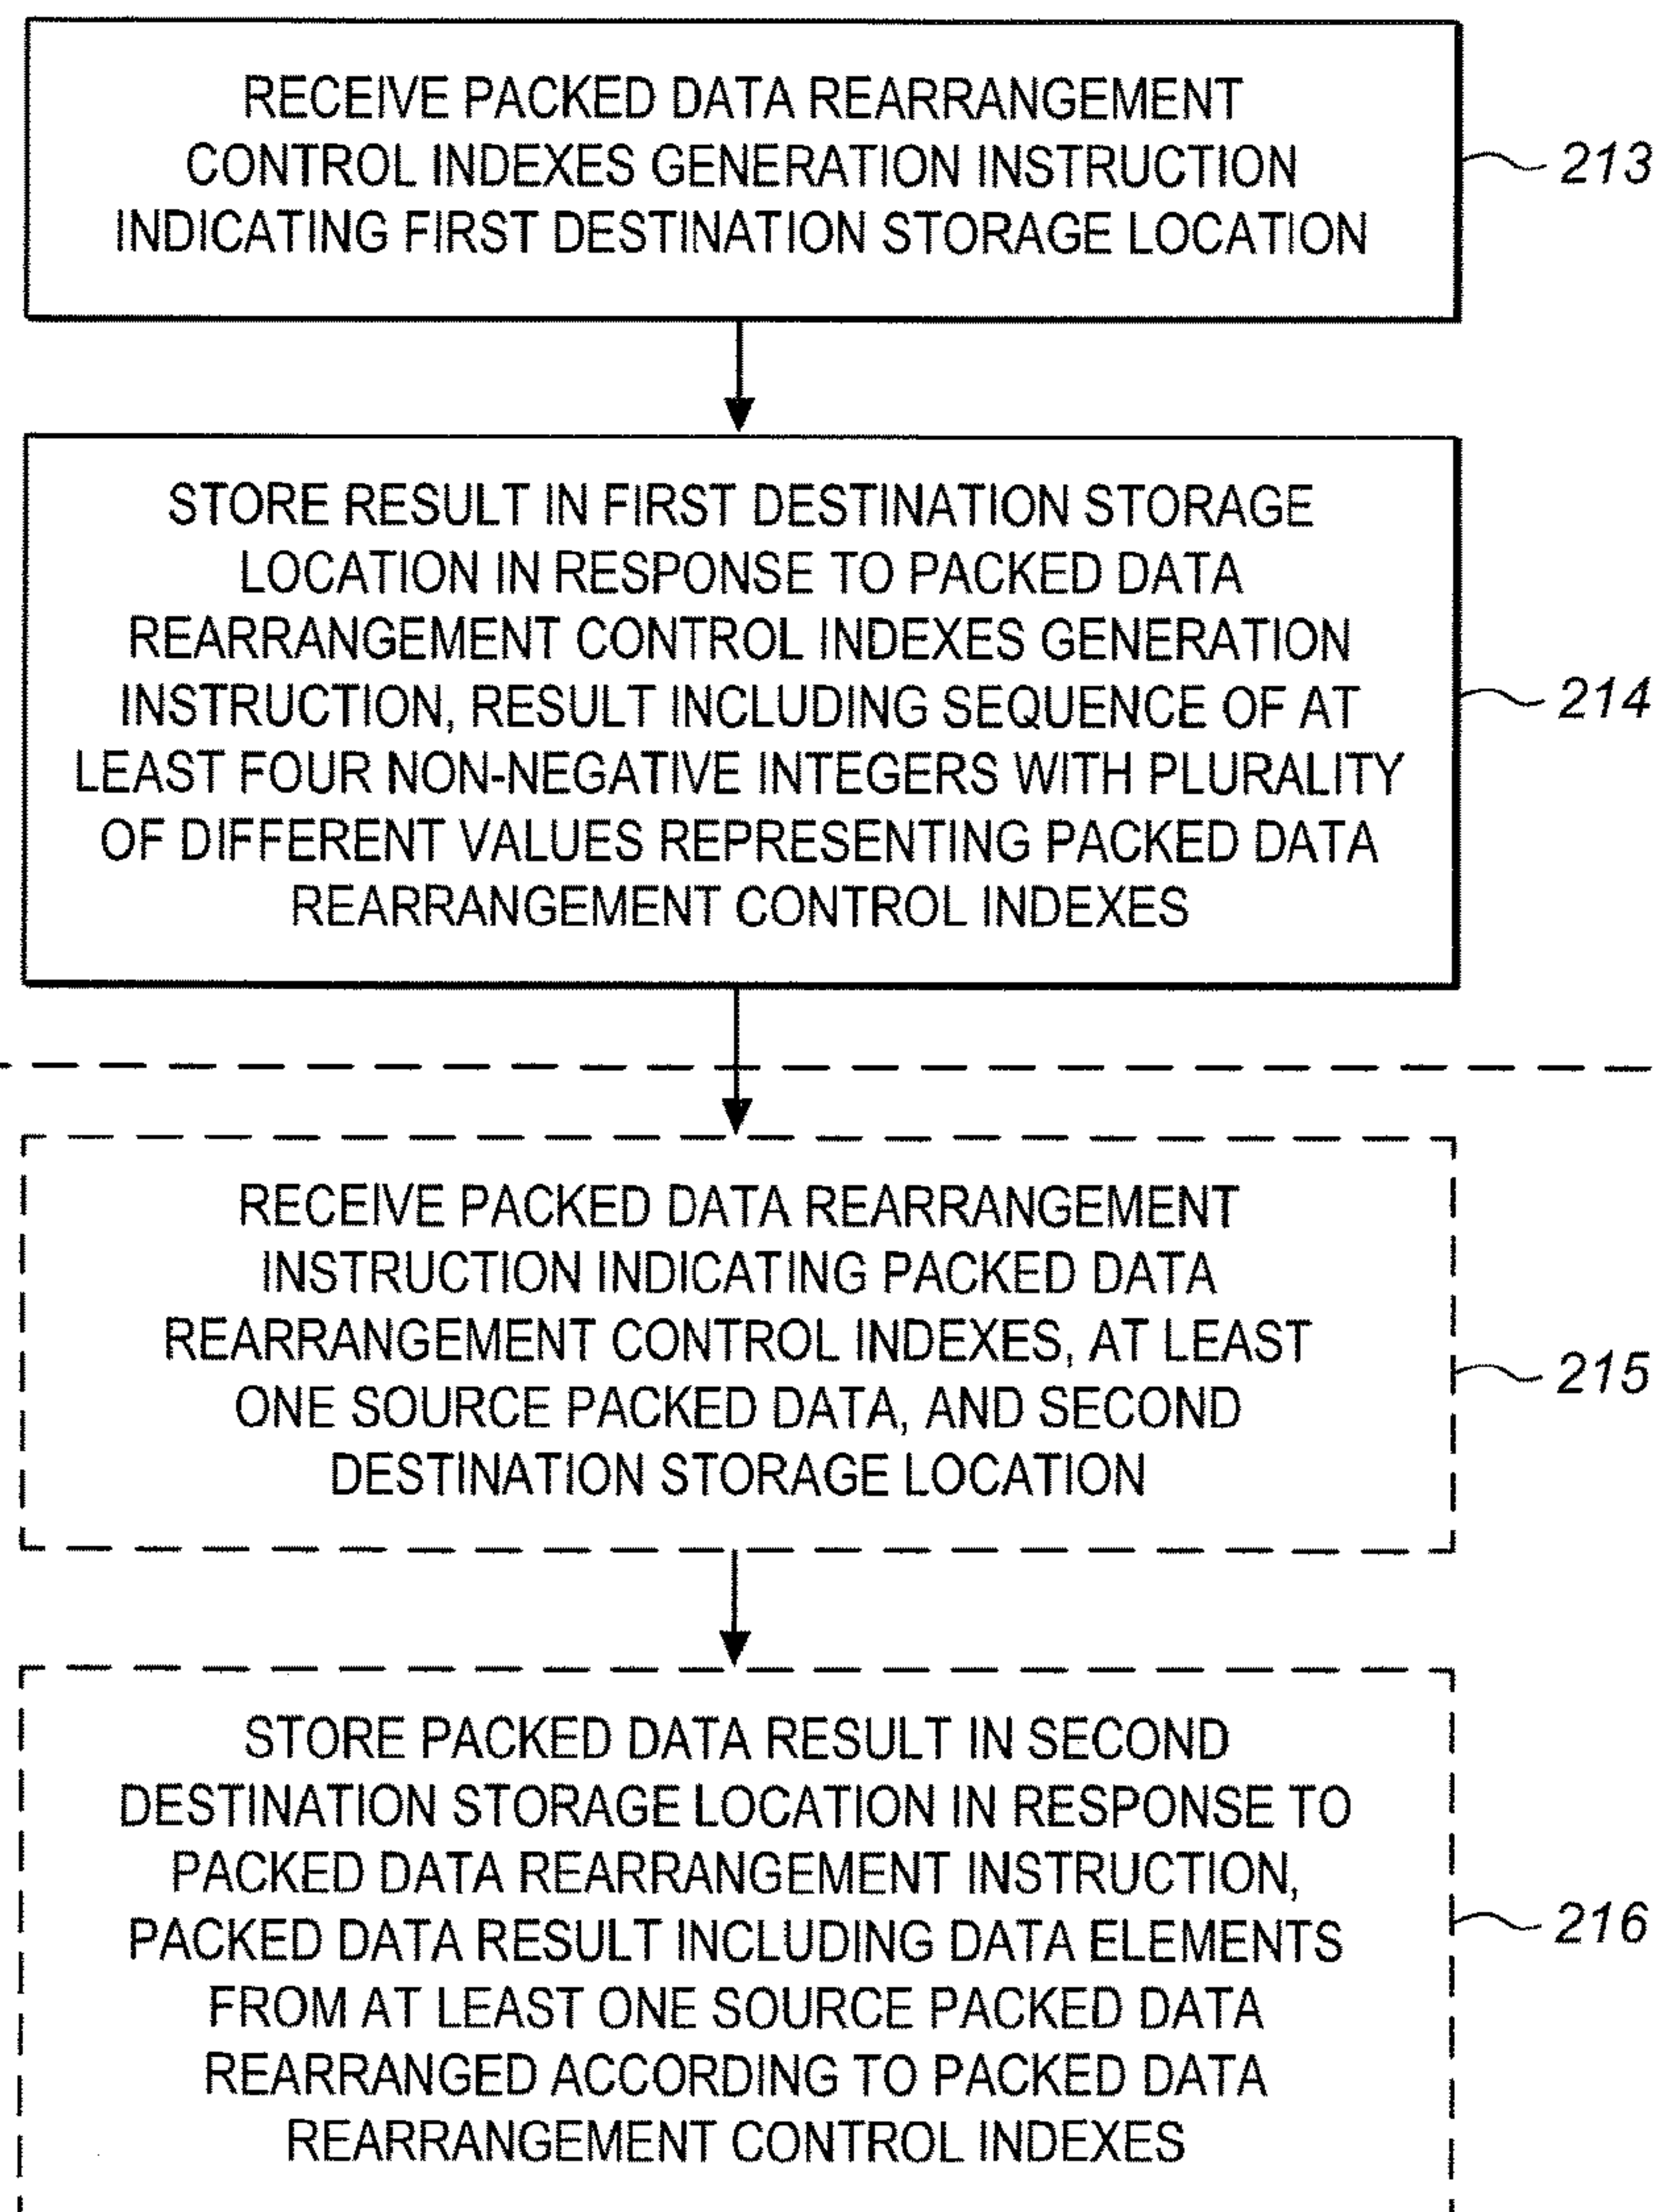 RECEIVE PACKED DATA REARRANGEMENT
CONTROL INDEXES GENERATION INSTRUCTION
INDICATING FIRST DESTINATION STORAGE LOCATION
213
STORE RESULT IN FIRST DESTINATION STORAGE
LOCATION IN RESPONSE TO PACKED DATA
REARRANGEMENT CONTROL INDEXES GENERATION
INSTRUCTION, RESULT INCLUDING SEQUENCE OF AT
LEAST FOUR NON-NEGATIVE INTEGERS WITH PLURALITY
OF DIFFERENT VALUES REPRESENTING PACKED DATA
REARRANGEMENT CONTROL INDEXES
214
RECEIVE PACKED DATA REARRANGEMENT
INSTRUCTION INDICATING PACKED DATA
REARRANGEMENT CONTROL INDEXES, AT LEAST
ONE SOURCE PACKED DATA, AND SECOND
DESTINATION STORAGE LOCATION
215
STORE PACKED DATA RESULT IN SECOND
DESTINATION STORAGE LOCATION IN RESPONSE TO
PACKED DATA REARRANGEMENT INSTRUCTION,
PACKED DATA RESULT INCLUDING DATA ELEMENTS
FROM AT LEAST ONE SOURCE PACKED DATA
REARRANGED ACCORDING TO PACKED DATA
REARRANGEMENT CONTROL INDEXES
216